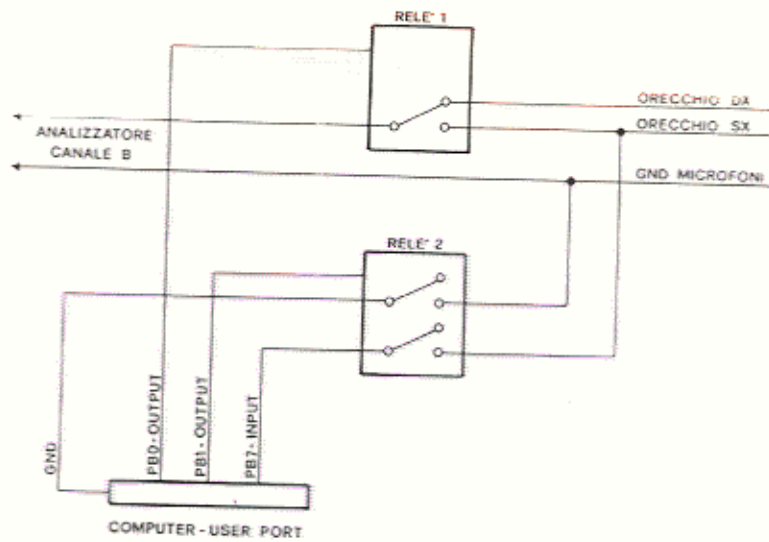 RELE' 1
ORECCHIO DX
ANALIZZATORE
CANALE B
ORECCHIO SX
GND MICROFONI
RELE' 2
GND
PB0-OUTPUT
PB1-OUTPUT
PB7-INPUT
COMPUTER-USER PORT